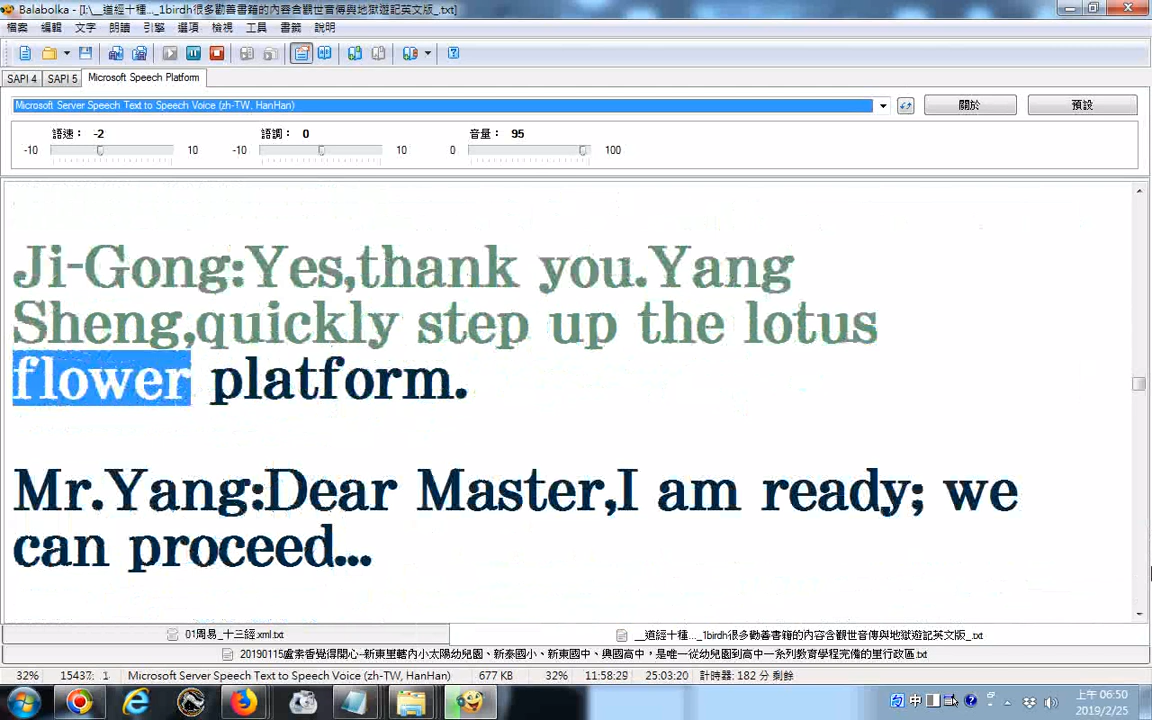 Balabolka - [I:\__道經十種..._1birdh很多勸善書籍的內容含觀世音傳與地獄遊記英文版_.txt]
檔案 編輯 文字 朗讀 引擎 選項 檢視 工具 書籤 說明
SAPI 4 SAPI 5 Microsoft Speech Platform
Microsoft Server Speech Text to Speech Voice (zh-TW, HanHan) 關於 預設
語速： -2 語調： 0 音量： 95
-10 10 -10 10 0 100
Ji-Gong:Yes,thank you.Yang
Sheng,quickly step up the lotus
flower platform.
Mr.Yang:Dear Master,I am ready; we
can proceed...
01周易_十三經.xml.txt __道經十種..._1birdh很多勸善書籍的內容含觀世音傳與地獄遊記英文版_.txt
20190115盧素香覺得開心-新東里轄內小太陽幼兒園、新泰國小、新東國中、興國高中，是唯一從幼兒園到高中一系列教育學程完備的里行政區.txt
32% 15437: 1 Microsoft Server Speech Text to Speech Voice (zh-TW, HanHan) 677 KB 32% 11:58:29 25:03:20 計時器: 182 分 剩餘
中 上午 06:50
2019/2/25